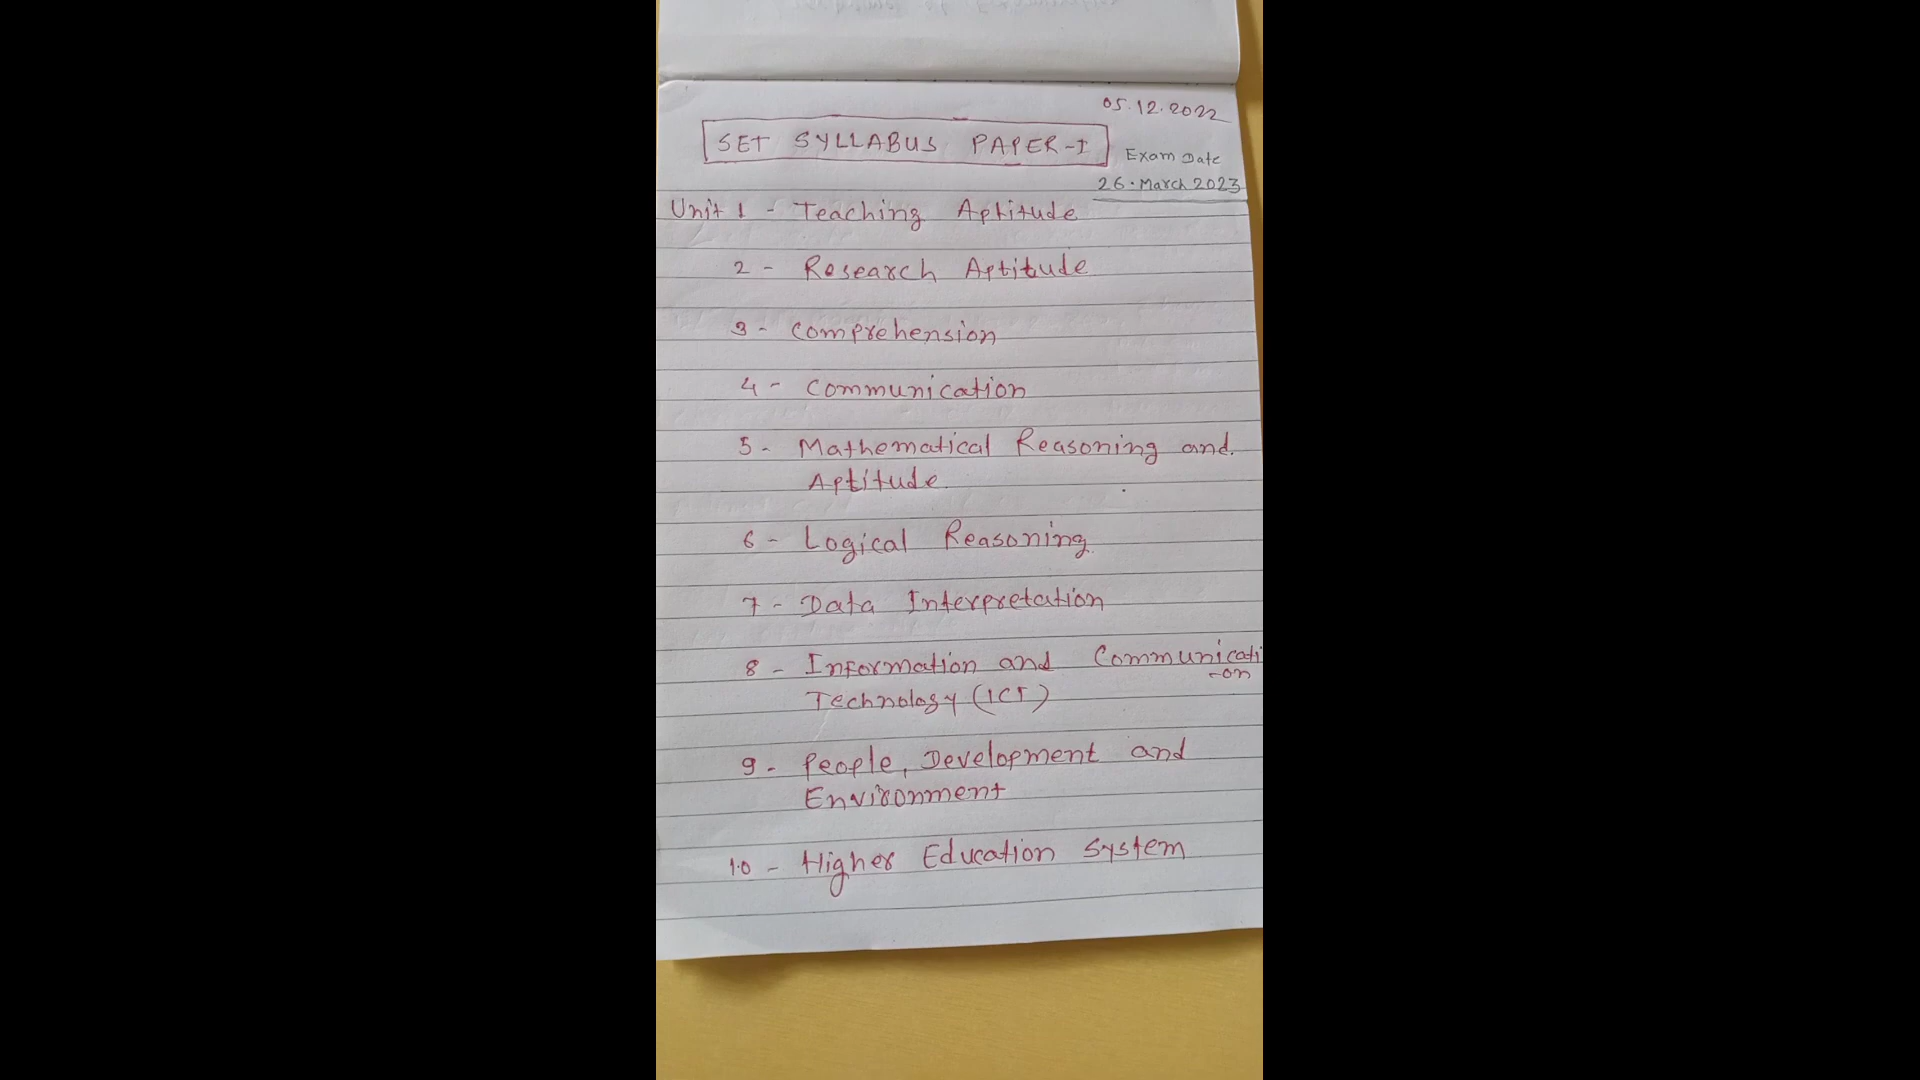 05.12.2022
SET SYLLABUS PAPER-I
Exam Date
26. March 2023
Unit 1 - Teaching Aptitude
2 - Research Aptitude
3 - Comprehension
4 - Communication
5 - Mathematical Reasoning and
Aptitude
6 - Logical Reasoning
7 - Data Interpretation
8 - Information and Communicati
-on
Technology (ICT)
9 - People, Development and
Environment
10 - Higher Education System